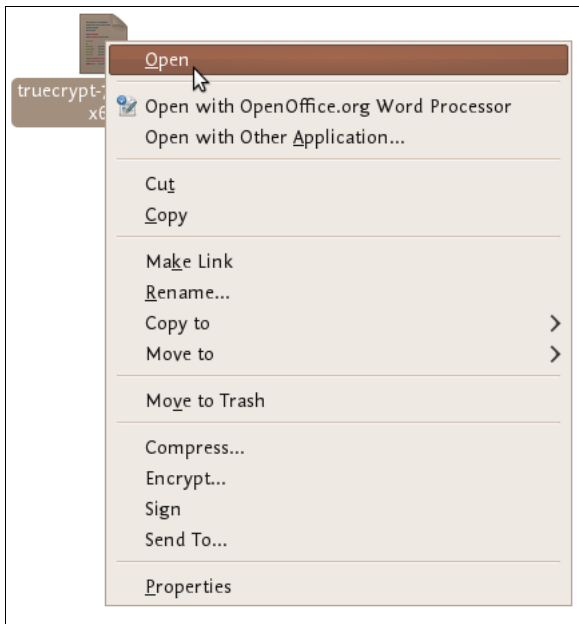 truecrypt-7
x6
Open
Open with OpenOffice.org Word Processor
Open with Other Application...
Cut
Copy
Make Link
Rename...
Copy to
Move to
Move to Trash
Compress...
Encrypt...
Sign
Send To...
Properties